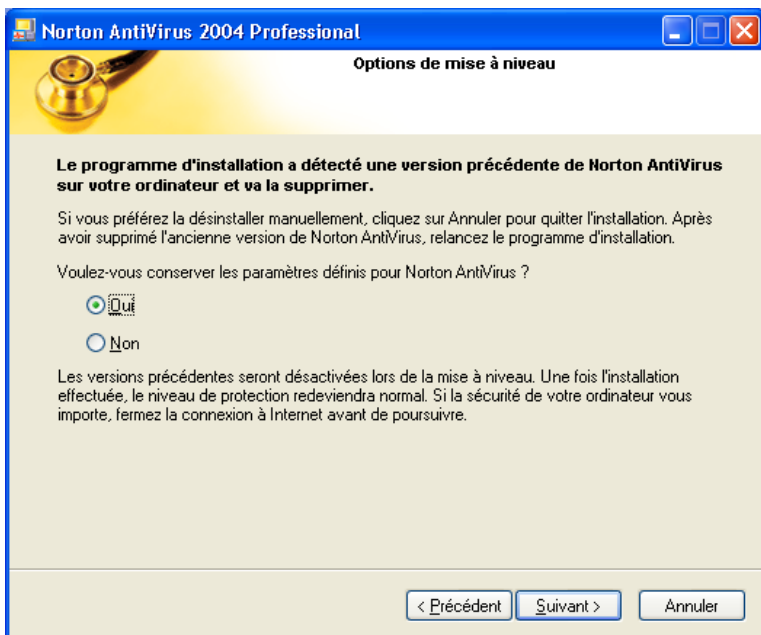 Norton AntiVirus 2004 Professional
Options de mise à niveau
Le programme d'installation a détecté une version précédente de Norton AntiVirus
sur votre ordinateur et va la supprimer.
Si vous préférez la désinstaller manuellement, cliquez sur Annuler pour quitter l'installation. Après
avoir supprimé l'ancienne version de Norton AntiVirus, relancez le programme d'installation.
Voulez-vous conserver les paramètres définis pour Norton AntiVirus ?
Oui
Non
Les versions précédentes seront désactivées lors de la mise à niveau. Une fois l'installation
effectuée, le niveau de protection redeviendra normal. Si la sécurité de votre ordinateur vous
importe, fermez la connexion à Internet avant de poursuivre.
< Précédent Suivant > Annuler